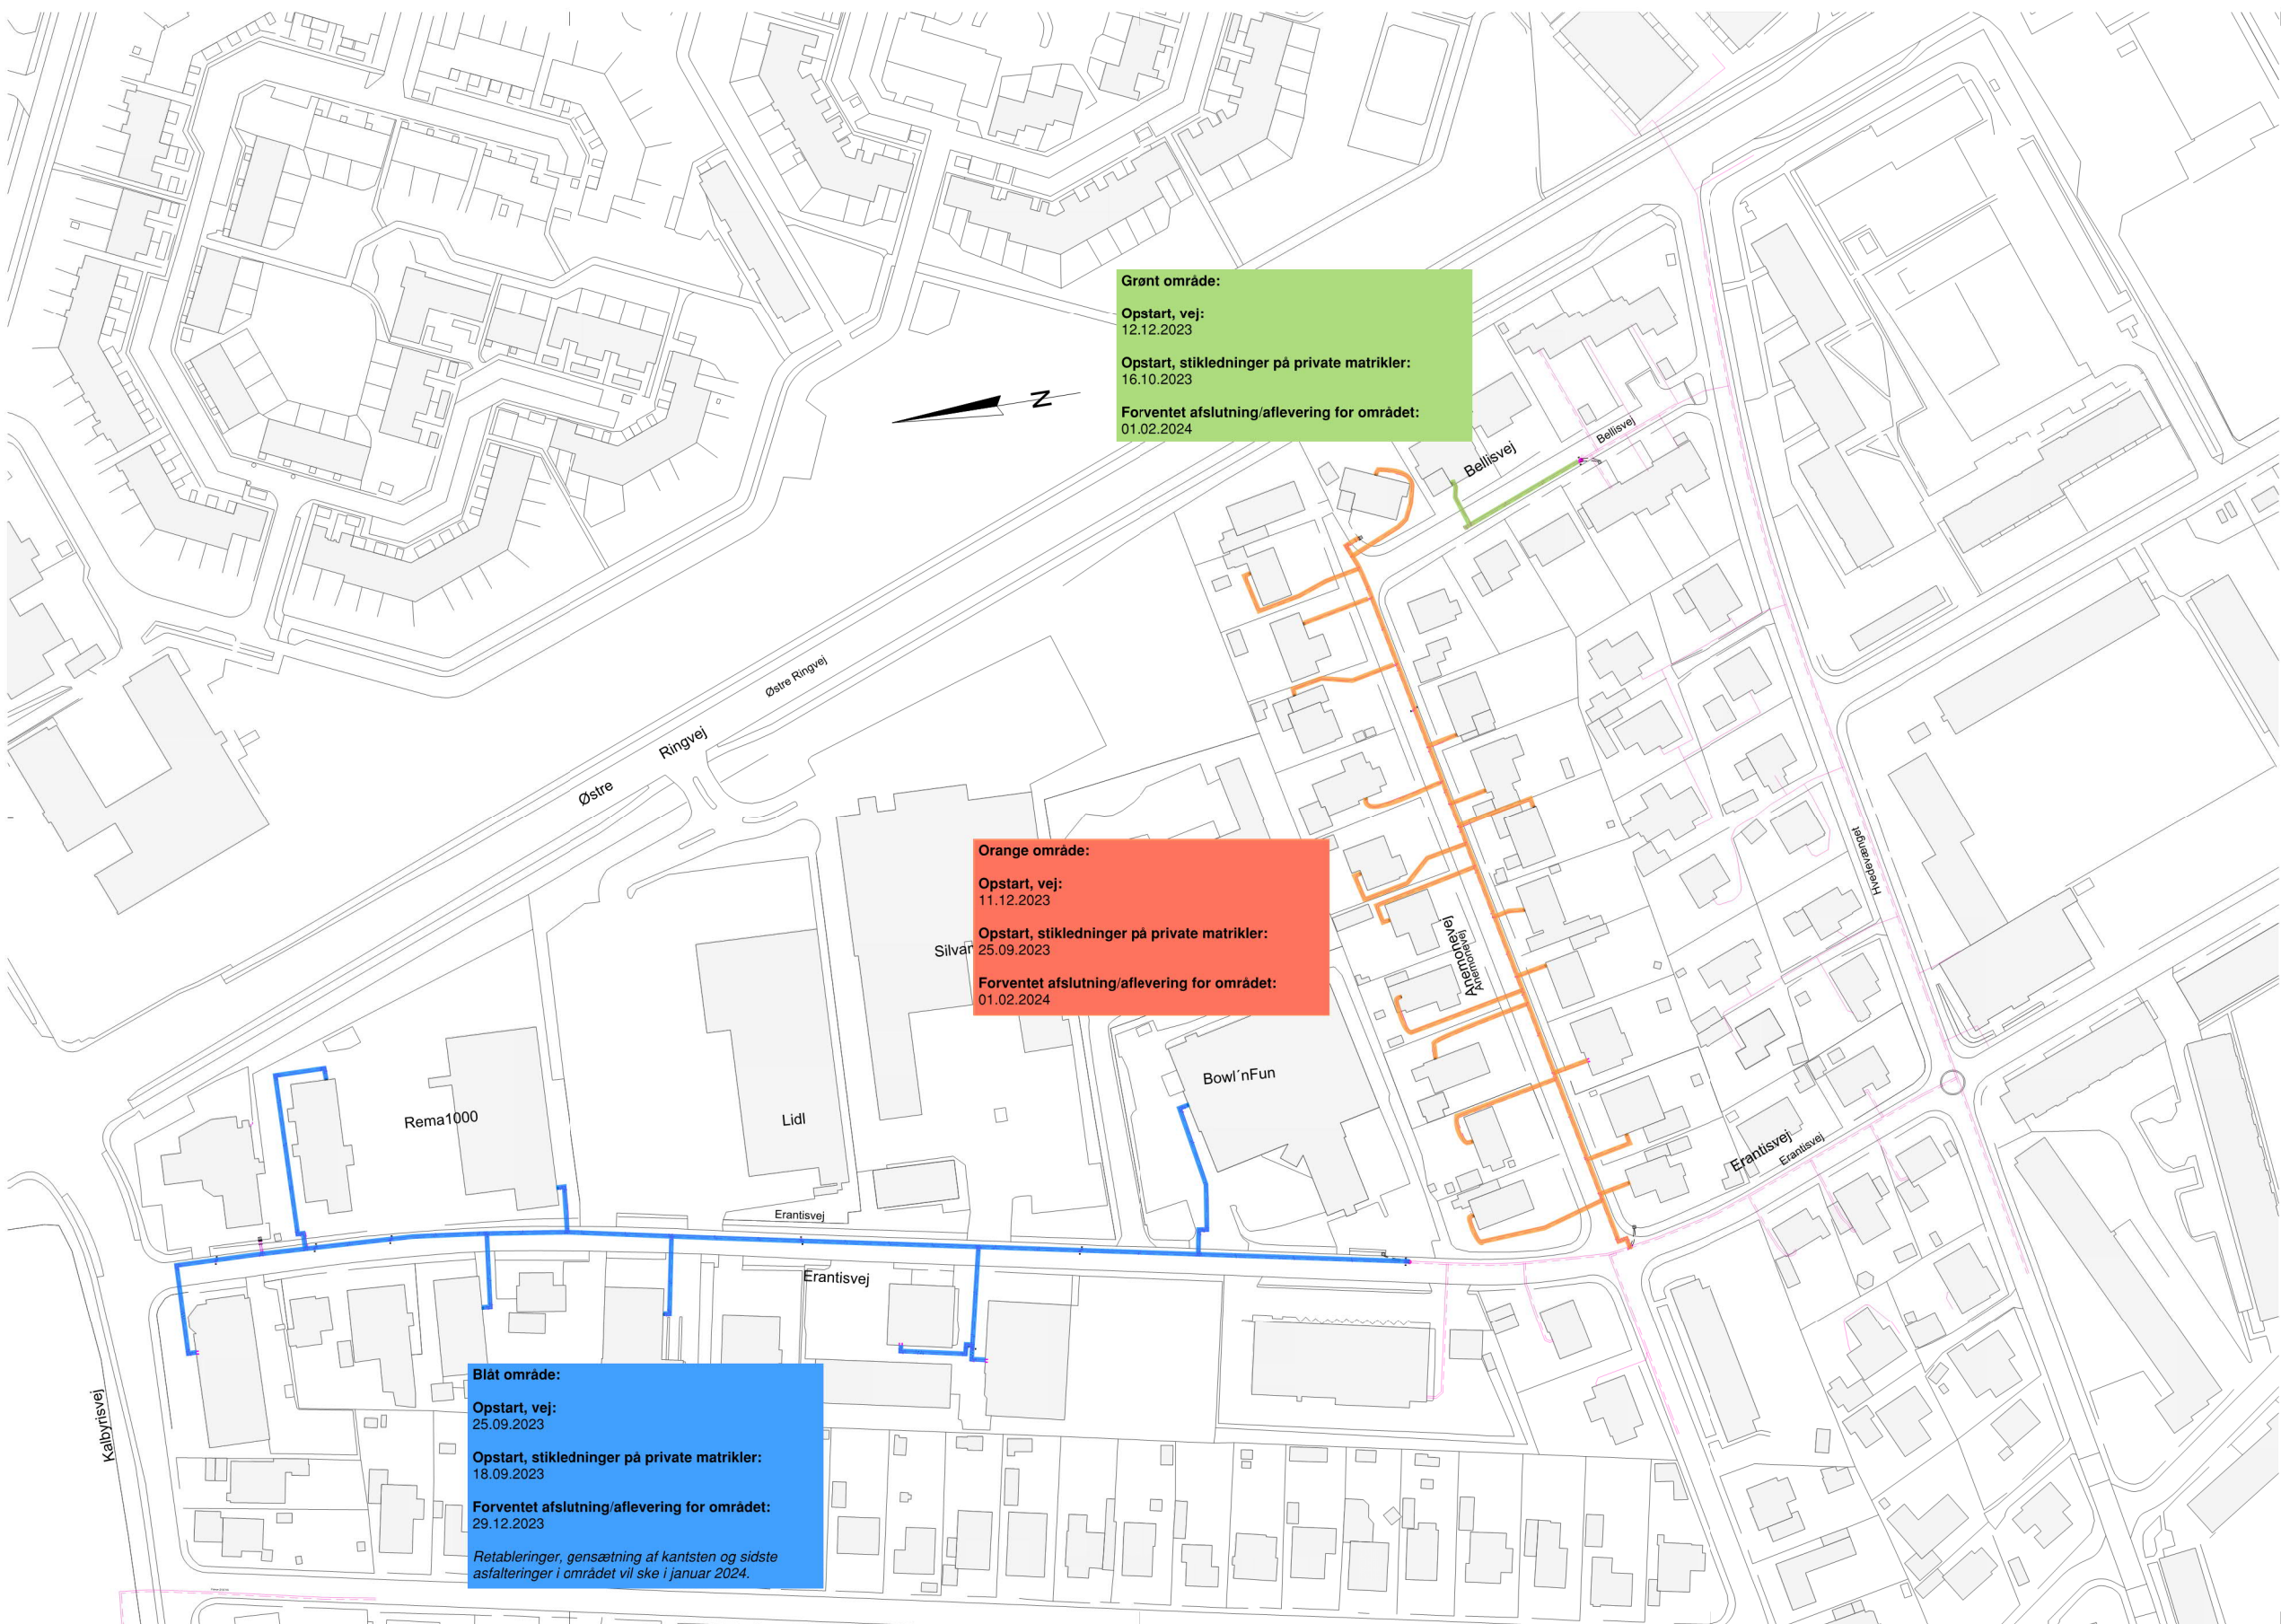 Grønt område:
Opstart, vej:
12.12.2023
Opstart, stikledninger på private matrikler:
16.10.2023
Forventet afslutning/aflevering for området:
01.02.2024
N
Bellisvej
Bellisvej
Østre Ringvej
Østre Ringvej
Hvedevænget
Orange område:
Opstart, vej:
11.12.2023
Opstart, stikledninger på private matrikler:
25.09.2023
Forventet afslutning/aflevering for området:
01.02.2024
Silvan
Anemonevej
Anemonevej
Bowl´nFun
Rema1000
Lidl
Erantisvej
Erantisvej
Erantisvej
Erantisvej
Kalbyrisvej
Blåt område:
Opstart, vej:
25.09.2023
Opstart, stikledninger på private matrikler:
18.09.2023
Forventet afslutning/aflevering for området:
29.12.2023
Retableringer, gensætning af kantsten og sidste
asfalteringer i området vil ske i januar 2024.